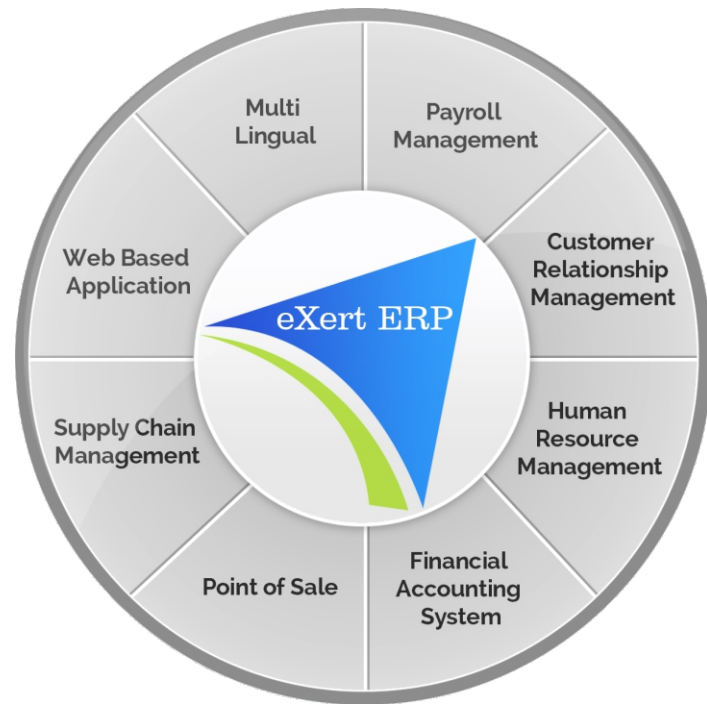 Multi
Lingual
Payroll
Management
Customer
Relationship
Management
Human
Resource
Management
Financial
Accounting
System
Point of Sale
Supply Chain
Management
Web Based
Application
eXert ERP